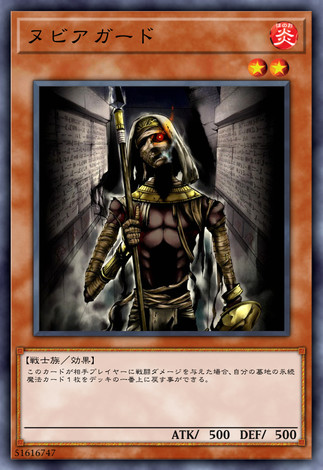 ヌビアガード
炎
【戦士族／効果】
このカードが相手プレイヤーに戦闘ダメージを与えた場合、自分の墓地の永続
魔法カード１枚をデッキの一番上に戻す事ができる。
ATK/ 500 DEF/ 500
51616747